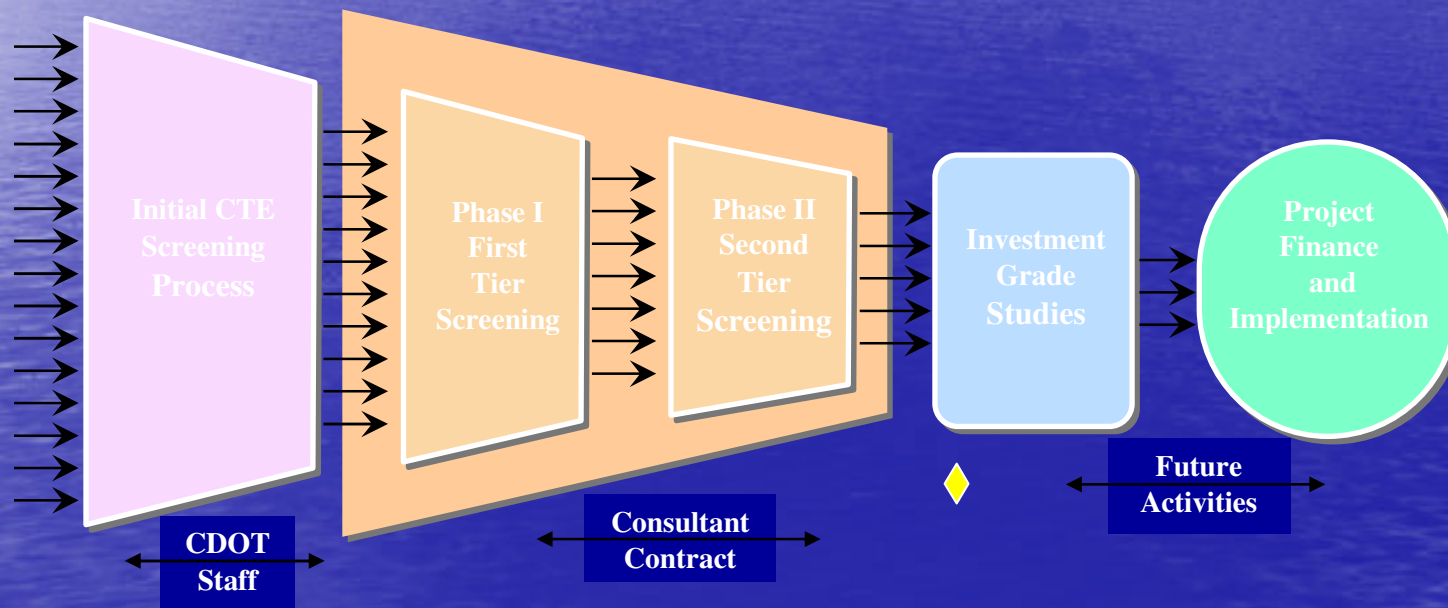 Initial CTE
Screening
Process
Phase I
First
Tier
Screening
Phase II
Second
Tier
Screening
Investment
Grade
Studies
Project
Finance
and
Implementation
CDOT
Staff
Consultant
Contract
Future
Activities